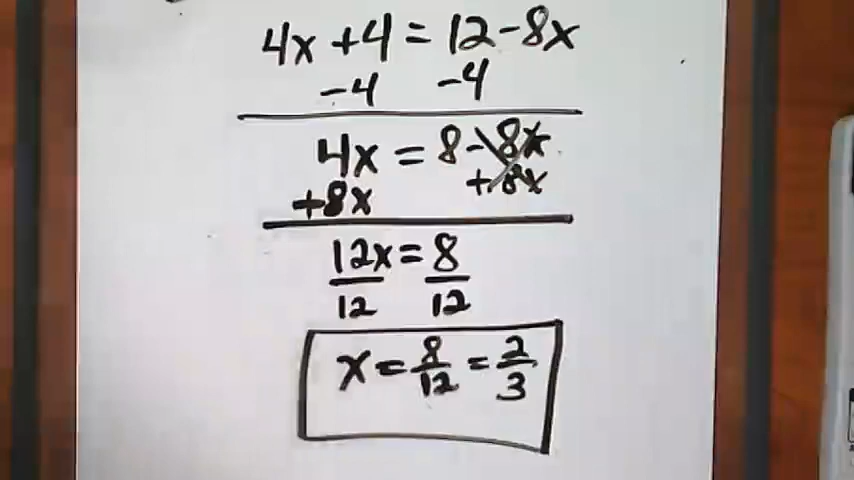 4x + 4 = 12 - 8x
-4 -4
4x = 8 - 8x
+8x +8x
12x = 8
12 12
x = 8/12 = 2/3